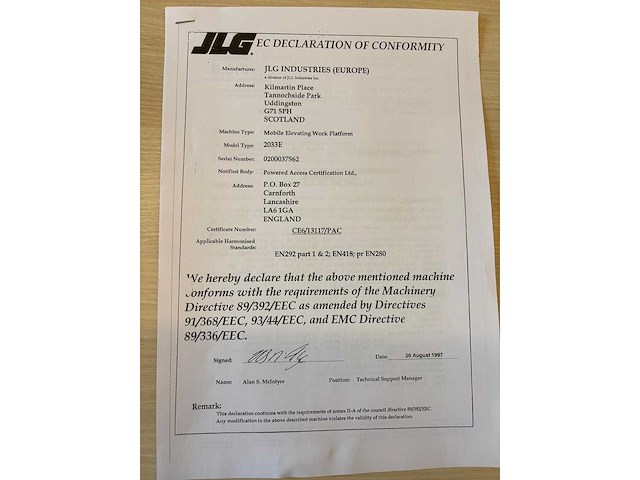 JLG. EC DECLARATION OF CONFORMITY
Manufacturer: JLG INDUSTRIES (EUROPE)
a division of JLG Industries Inc.
Address: Kilmartin Place
Tannochside Park
Uddingston
G71 5PH
SCOTLAND
Machine Type: Mobile Elevating Work Platform
Model Type: 2033E
Serial Number: 0200037562
Notified Body: Powered Access Certification Ltd.,
Address: P.O. Box 27
Carnforth
Lancashire
LA6 1GA
ENGLAND
Certificate Number: CE6/13117/PAC
Applicable Harmonised
Standards:
EN292 part 1 & 2; EN418; pr EN280
We hereby declare that the above mentioned machine
conforms with the requirements of the Machinery
Directive 89/392/EEC as amended by Directives
91/368/EEC, 93/44/EEC, and EMC Directive
89/336/EEC.
Signed: Date: 28 August 1997
Name: Alan S. McIntyre Position: Technical Support Manager
Remark:
This declaration conforms with the requirements of annex II-A of the council directive 89/392/EEC.
Any modification to the above described machine violates the validity of this declaration.